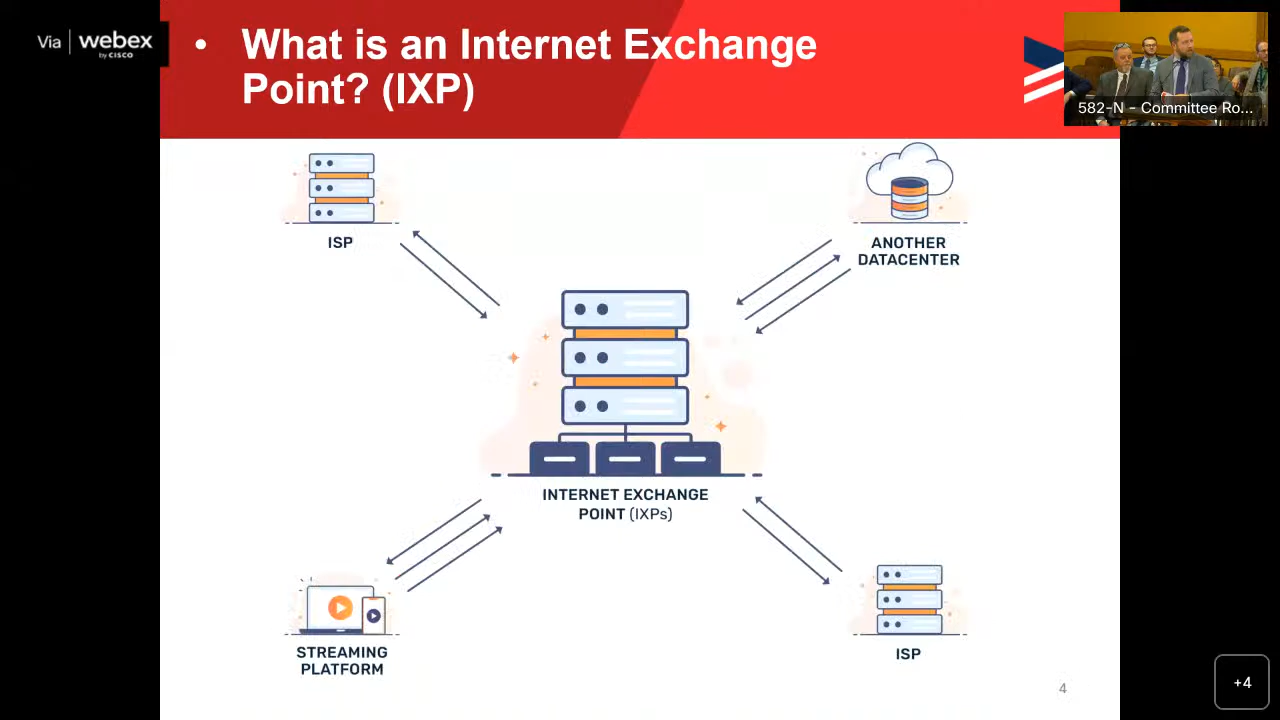 Via | webex
by CISCO
• What is an Internet Exchange
Point? (IXP)
582-N - Committee Ro...
ISP
ANOTHER
DATACENTER
INTERNET EXCHANGE
POINT (IXPs)
STREAMING
PLATFORM
ISP
4
+4